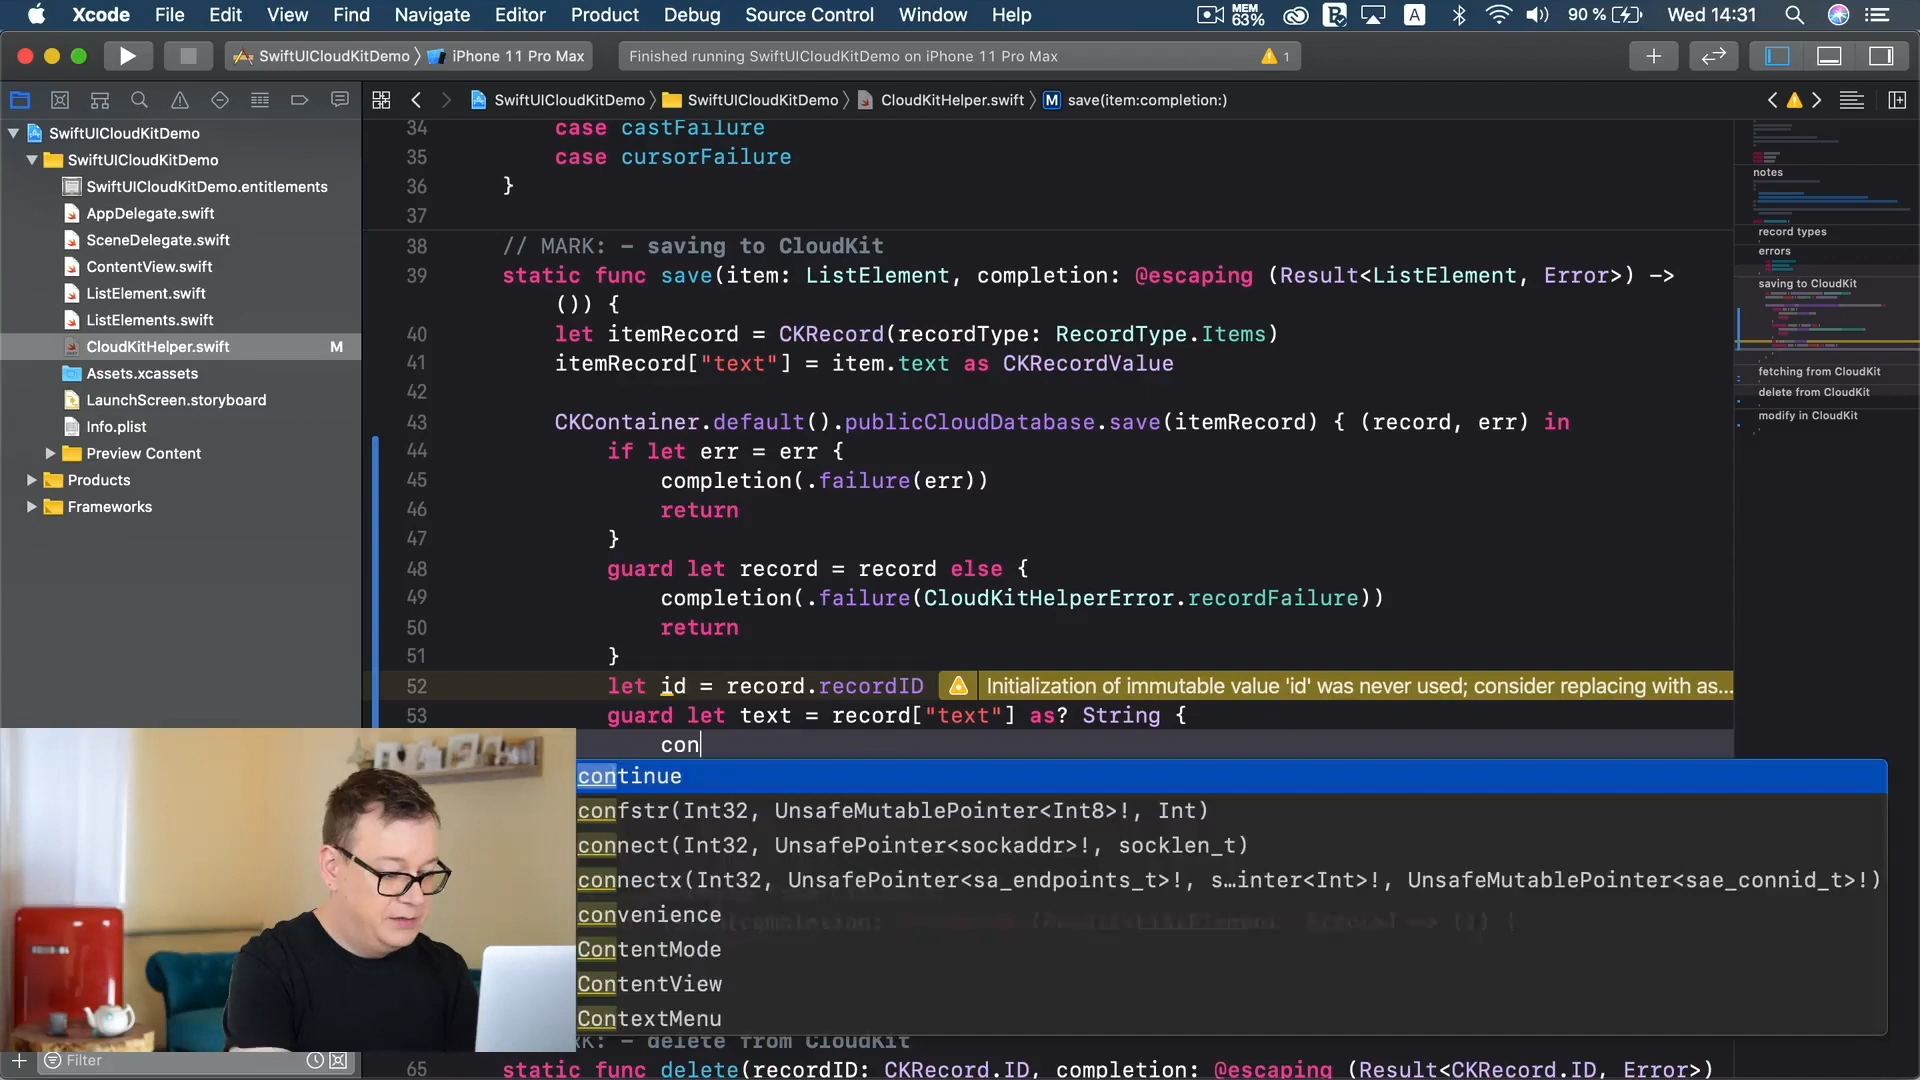 Xcode File Edit View Find Navigate Editor Product Debug Source Control Window Help MEM 63% A 90 % Wed 14:31
SwiftUICloudKitDemo iPhone 11 Pro Max Finished running SwiftUICloudKitDemo on iPhone 11 Pro Max 1
SwiftUICloudKitDemo SwiftUICloudKitDemo CloudKitHelper.swift M save(item:completion:)
SwiftUICloudKitDemo
SwiftUICloudKitDemo
SwiftUICloudKitDemo.entitlements
AppDelegate.swift
SceneDelegate.swift
ContentView.swift
ListElement.swift
ListElements.swift
CloudKitHelper.swift M
Assets.xcassets
LaunchScreen.storyboard
Info.plist
Preview Content
Products
Frameworks
Filter
34 case castFailure
35 case cursorFailure
36 }
37
38 // MARK: - saving to CloudKit
39 static func save(item: ListElement, completion: @escaping (Result<ListElement, Error>) ->
()) {
40 let itemRecord = CKRecord(recordType: RecordType.Items)
41 itemRecord["text"] = item.text as CKRecordValue
42
43 CKContainer.default().publicCloudDatabase.save(itemRecord) { (record, err) in
44 if let err = err {
45 completion(.failure(err))
46 return
47 }
48 guard let record = record else {
49 completion(.failure(CloudKitHelperError.recordFailure))
50 return
51 }
52 let id = record.recordID Initialization of immutable value 'id' was never used; consider replacing with as...
53 guard let text = record["text"] as? String {
con
continue
confstr(Int32, UnsafeMutablePointer<Int8>!, Int)
connect(Int32, UnsafePointer<sockaddr>!, socklen_t)
connectx(Int32, UnsafePointer<sa_endpoints_t>!, s…inter<Int>!, UnsafeMutablePointer<sae_connid_t>!)
convenience
ContentMode
ContentView
ContextMenu
RK: - delete from CloudKit
65 static func delete(recordID: CKRecord.ID, completion: @escaping (Result<CKRecord.ID, Error>)
notes
record types
errors
saving to CloudKit
fetching from CloudKit
delete from CloudKit
modify in CloudKit